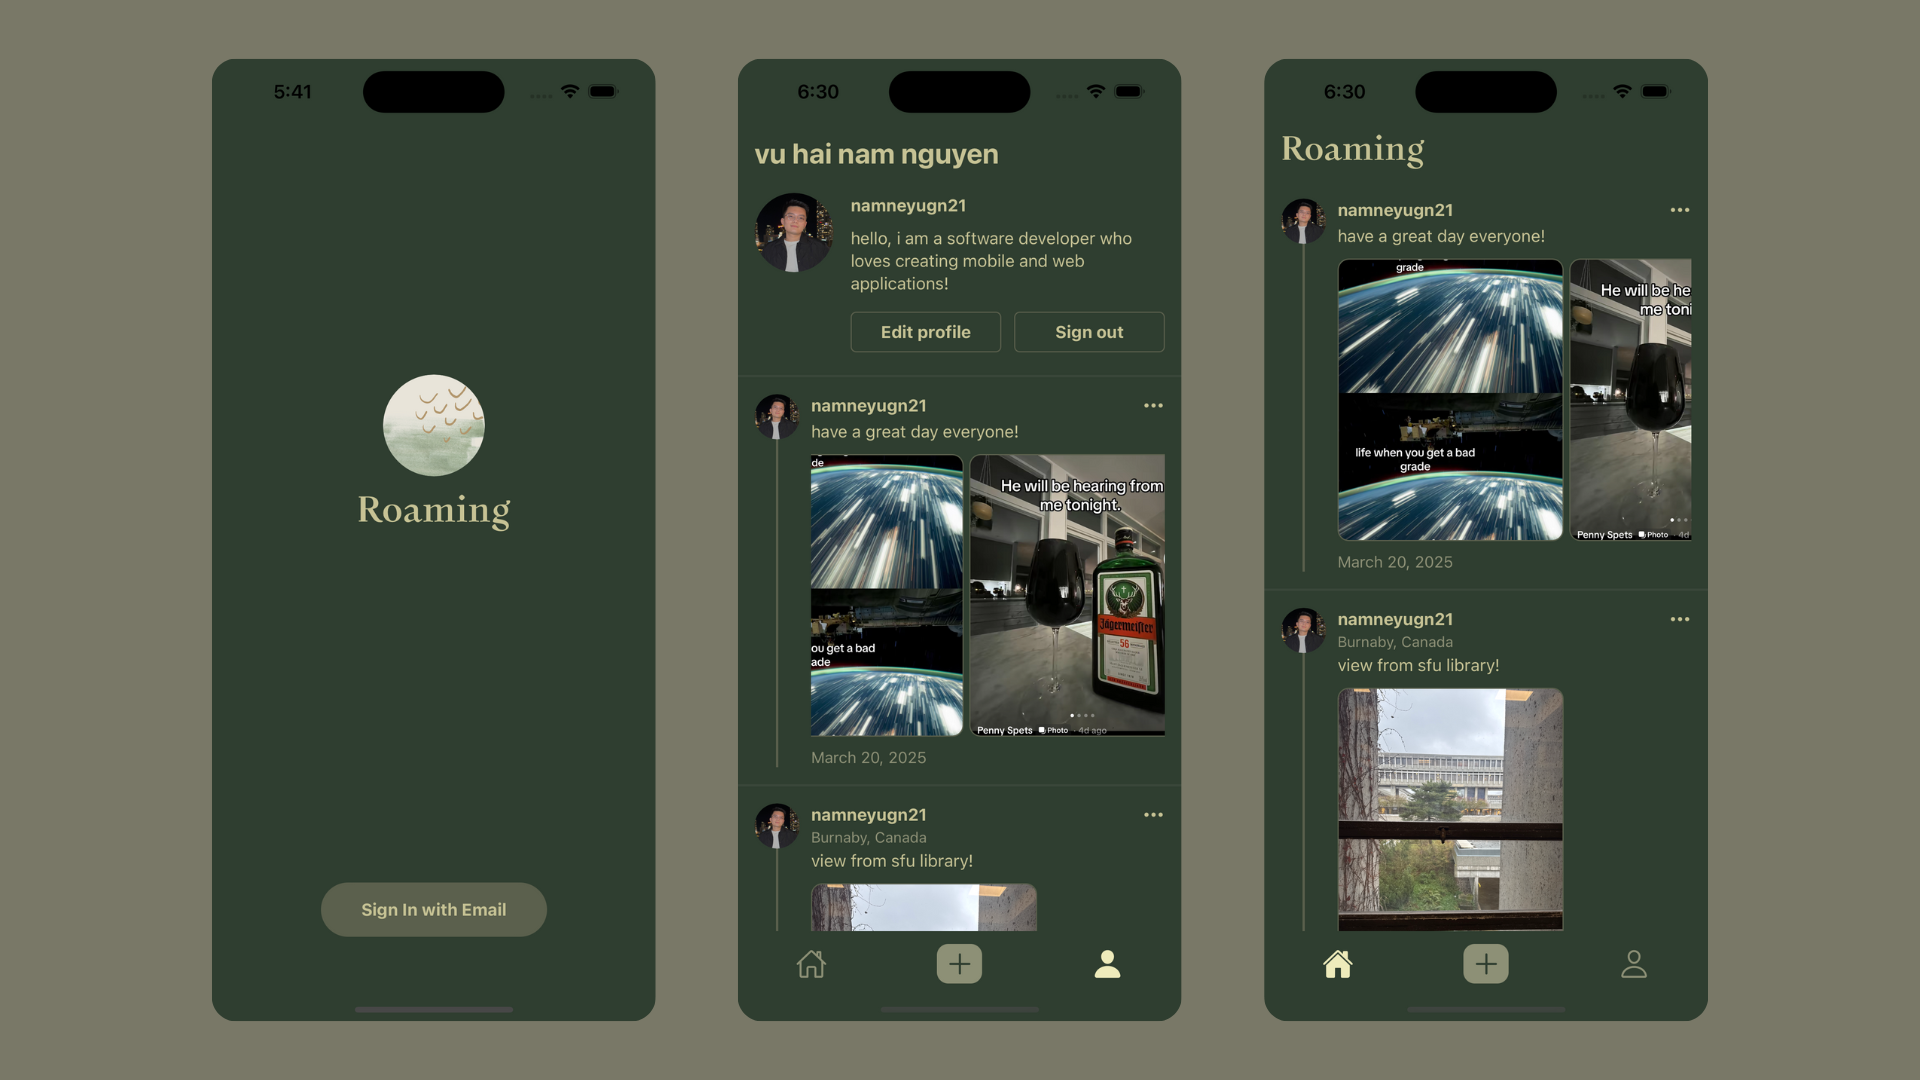 5:41
Roaming
Sign In with Email
6:30
vu hai nam nguyen
namneyugn21
hello, i am a software developer who
loves creating mobile and web
applications!
Edit profile
Sign out
namneyugn21
have a great day everyone!
de
ou get a bad
ade
He will be hearing from
me tonight.
Jägermeister
56
Penny Spets Photo · 4d ago
March 20, 2025
namneyugn21
Burnaby, Canada
view from sfu library!
6:30
Roaming
namneyugn21
have a great day everyone!
grade
life when you get a bad
grade
He will be he
me toni
Penny Spets Photo · 4d
March 20, 2025
namneyugn21
Burnaby, Canada
view from sfu library!